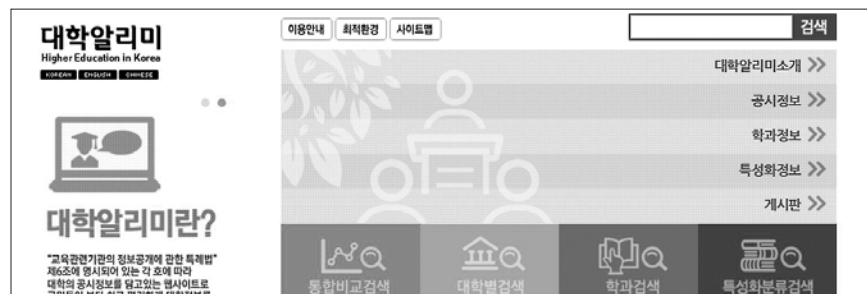 대학알리미
Higher Education in Korea
KOREAN ENGLISH CHINESE
이용안내 최적환경 사이트맵
검색
대학알리미소개
공시정보
학과정보
특성화정보
게시판
대학알리미란?
"교육관련기관의 정보공개에 관한 특례법"
제6조에 명시되어 있는 각 호에 따라
대학의 공시정보를 담고있는 웹사이트로
통합비교검색
대학별검색
학과검색
특성화분류검색